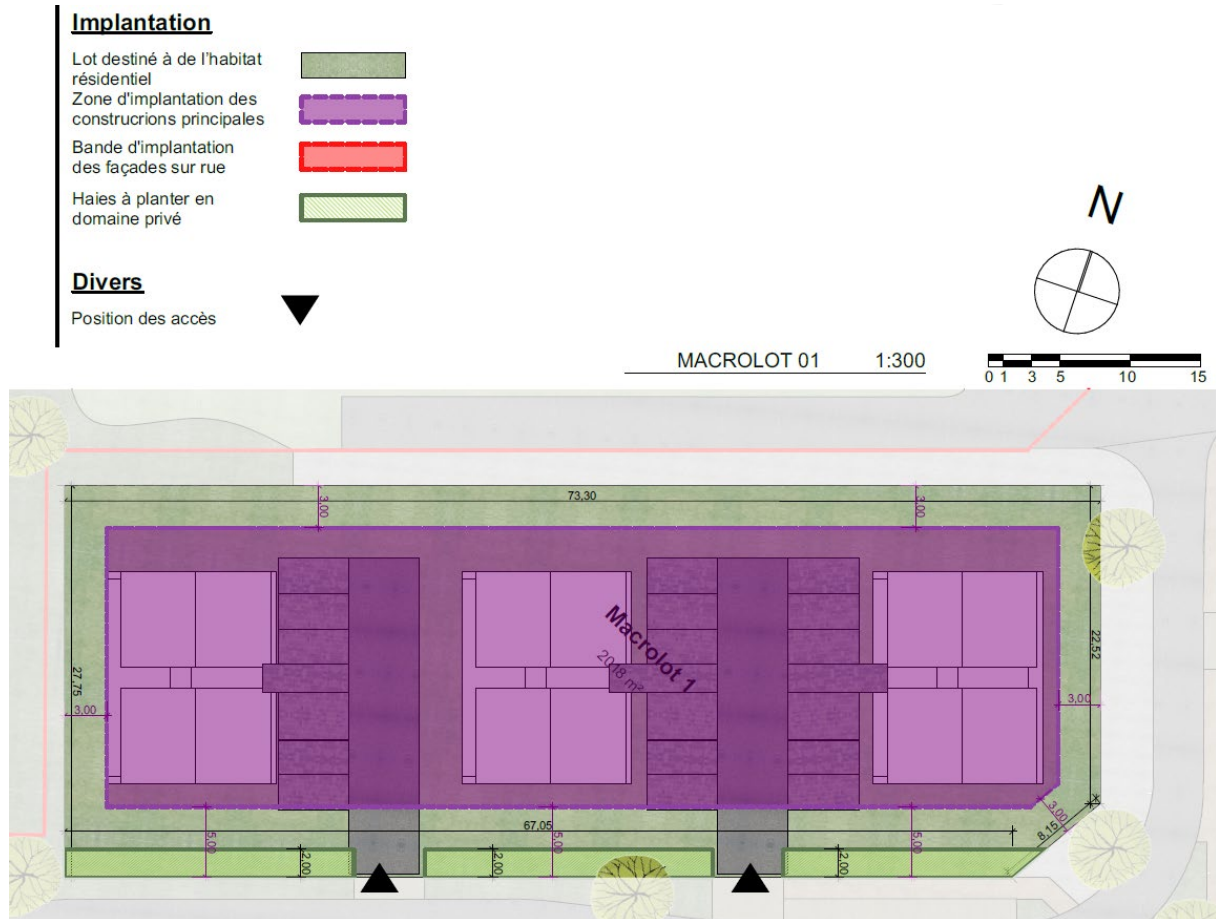 Implantation
Lot destiné à de l'habitat
résidentiel
Zone d'implantation des
construcrions principales
Bande d'implantation
des façades sur rue
Haies à planter en
domaine privé
Divers
Position des accès
N
MACROLOT 01 1:300
0 1 3 5 10 15
3,00
73,30
3,00
Macrolot 1
2018 m²
27,75
22,52
3,00
3,00
3,00
8,15
67,05
5,00
5,00
5,00
2,00
2,00
2,00